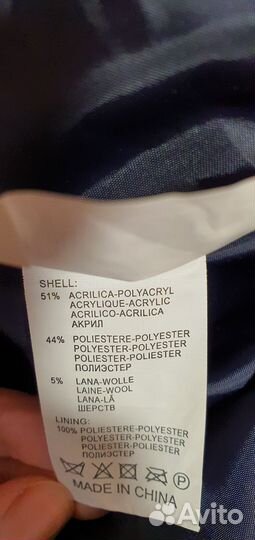 SHELL:
51% ACRILICA-POLYACRYL
ACRYLIQUE-ACRYLIC
ACRILICO-ACRILICA
АКРИЛ
44% POLIESTERE-POLYESTER
POLYESTER-POLYESTER
POLIESTER-POLIESTER
ПОЛИЭСТЕР
5% LANA-WOLLE
LAINE-WOOL
LANA-LÃ
ШЕРСТВ
LINING:
100% POLIESTERE-POLYESTER
POLYESTER-POLYESTER
POLIESTER-POLIESTER
ПОЛИЭСТЕР
P
MADE IN CHINA
Avito